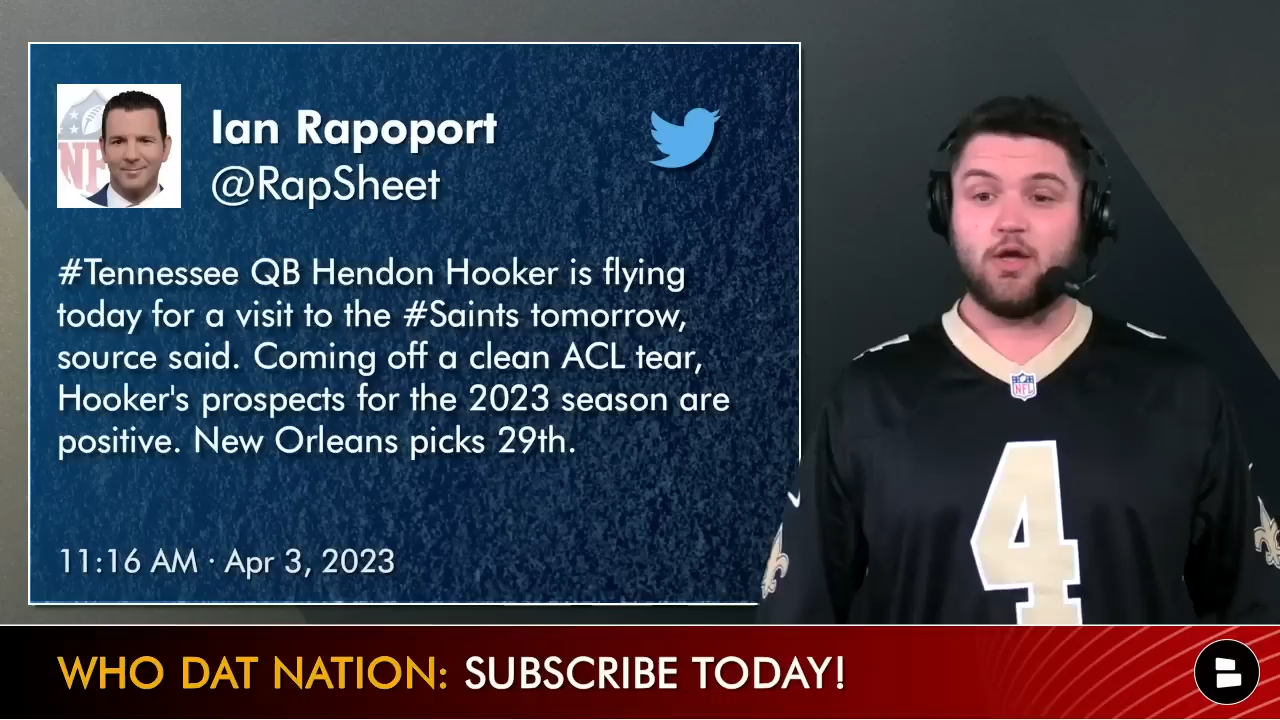 Ian Rapoport
@RapSheet
#Tennessee QB Hendon Hooker is flying
today for a visit to the #Saints tomorrow,
source said. Coming off a clean ACL tear,
Hooker's prospects for the 2023 season are
positive. New Orleans picks 29th.
11:16 AM · Apr 3, 2023
NFL
4
WHO DAT NATION: SUBSCRIBE TODAY!